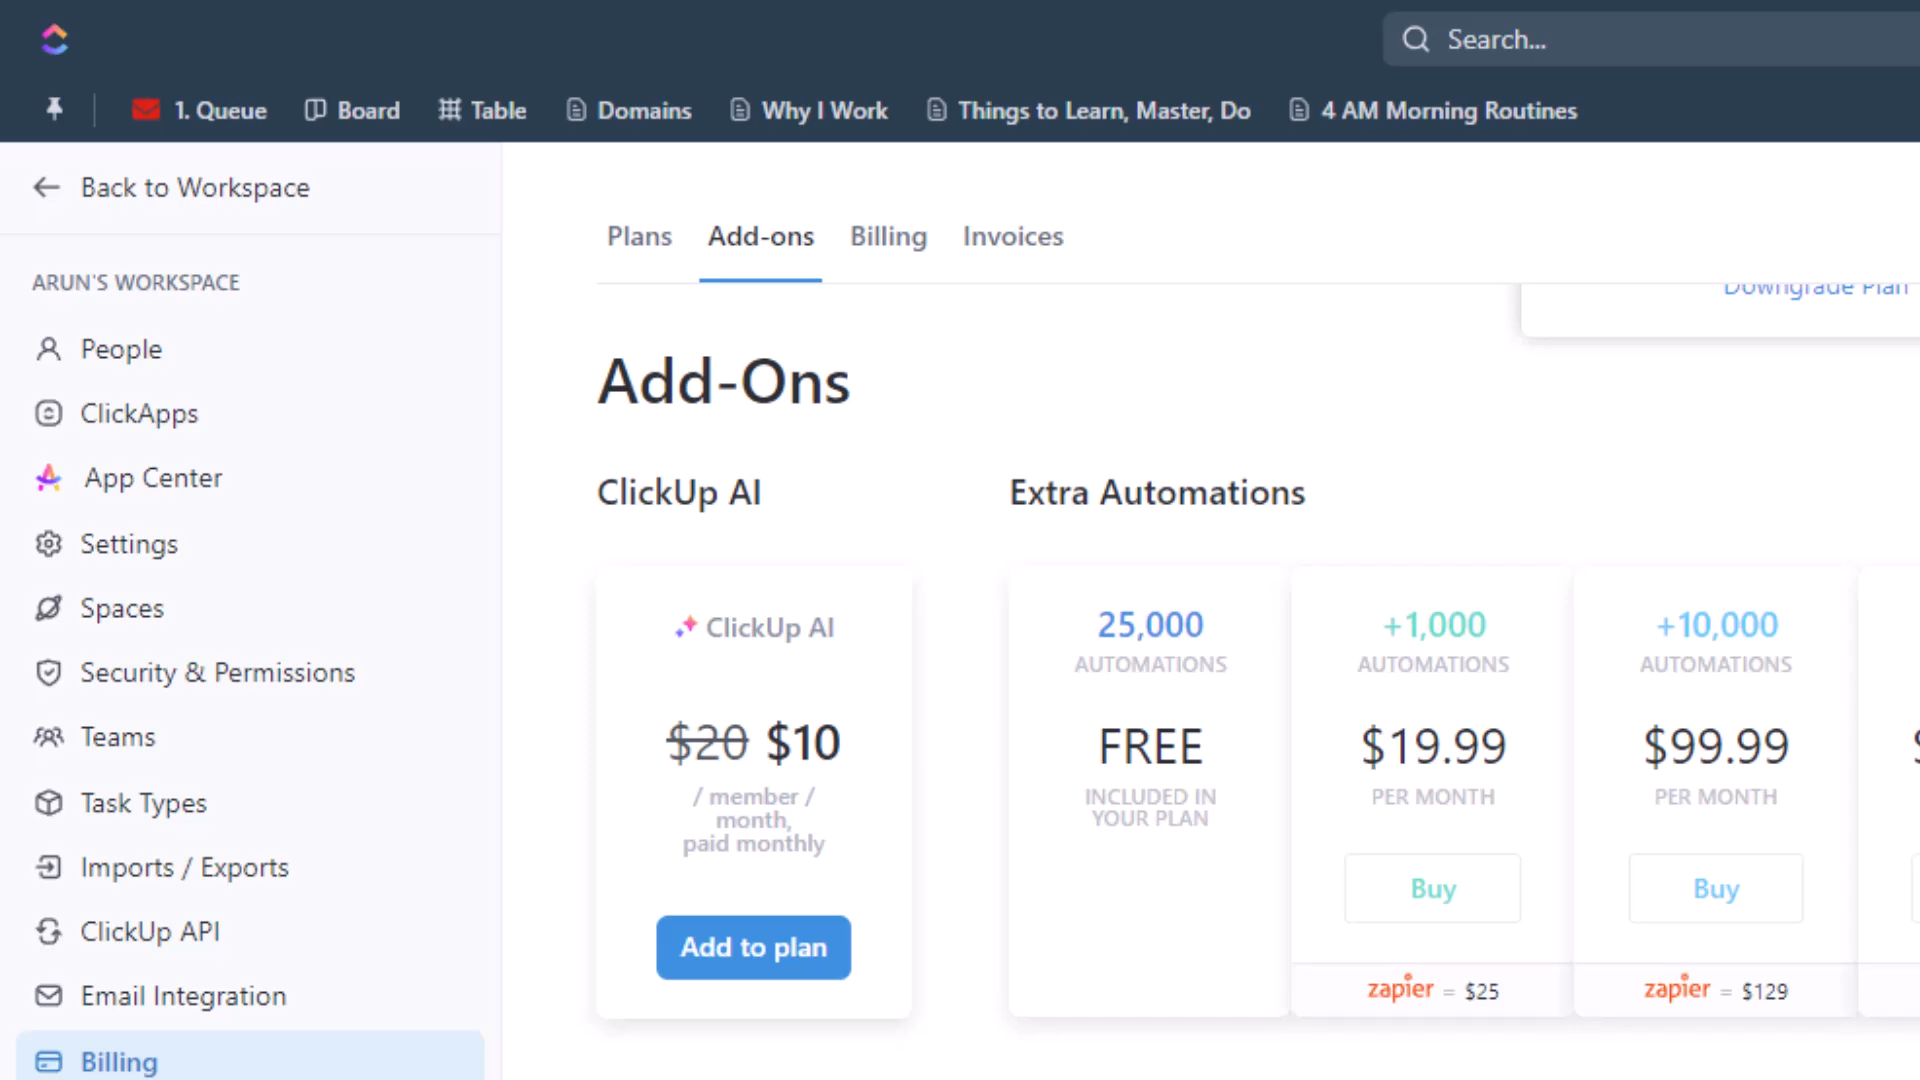 Search...
1. Queue
Board
Table
Domains
Why I Work
Things to Learn, Master, Do
4 AM Morning Routines
Back to Workspace
ARUN'S WORKSPACE
People
ClickApps
App Center
Settings
Spaces
Security & Permissions
Teams
Task Types
Imports / Exports
ClickUp API
Email Integration
Billing
Plans
Add-ons
Billing
Invoices
Downgrade Plan
Add-Ons
ClickUp AI
ClickUp AI
$20 $10
/ member /
month,
paid monthly
Add to plan
Extra Automations
25,000
AUTOMATIONS
FREE
INCLUDED IN
YOUR PLAN
+1,000
AUTOMATIONS
$19.99
PER MONTH
Buy
zapier = $25
+10,000
AUTOMATIONS
$99.99
PER MONTH
Buy
zapier = $129